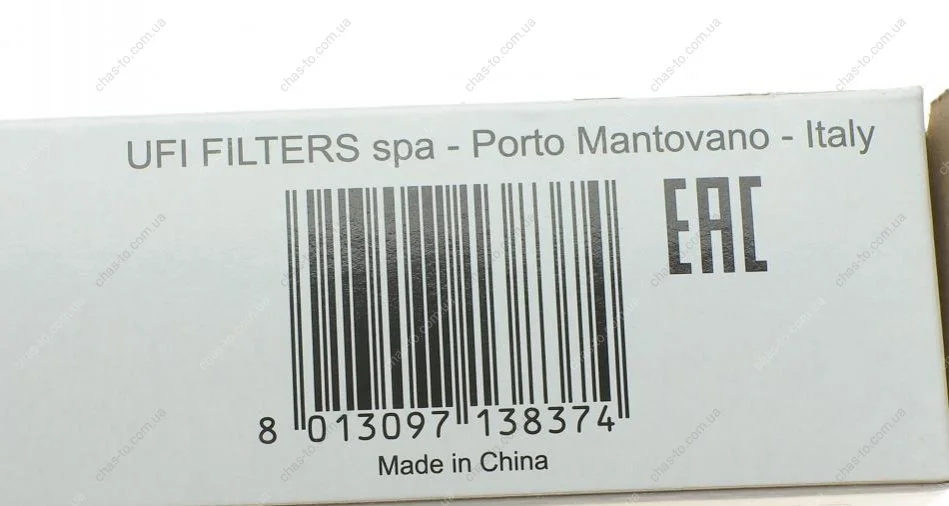 UFI FILTERS spa - Porto Mantovano - Italy
EAC
8 013097 138374
Made in China
chas-to.com.ua